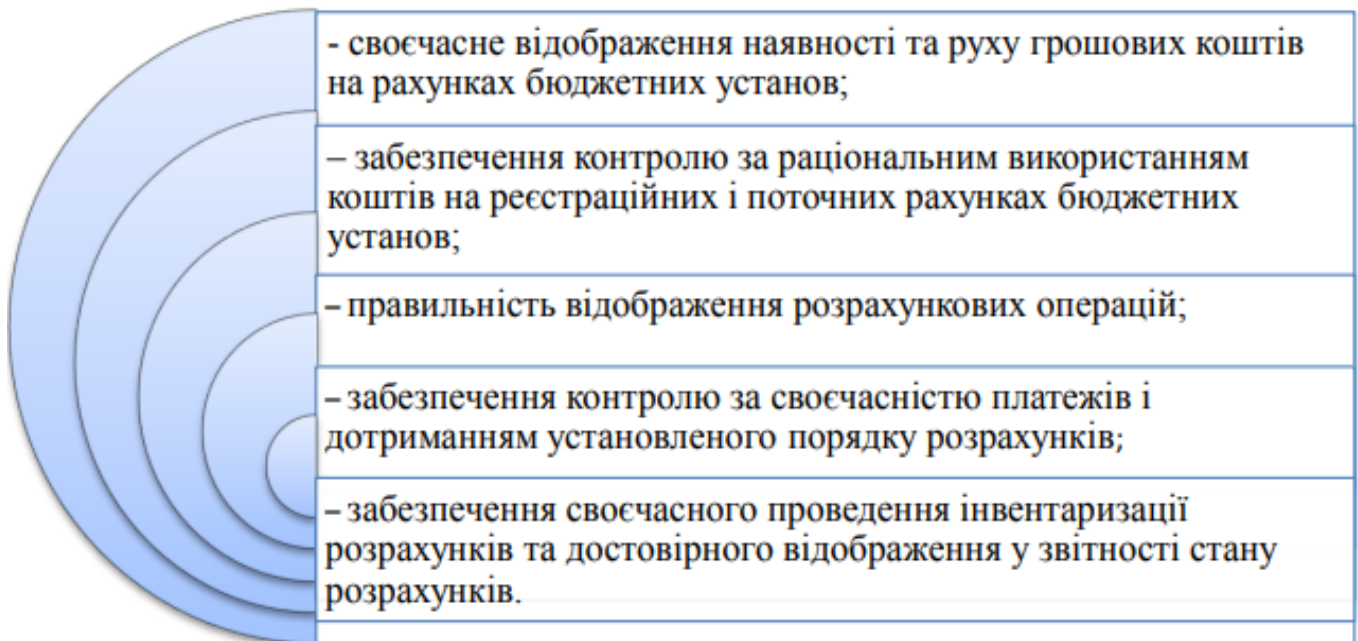 - своєчасне відображення наявності та руху грошових коштів
на рахунках бюджетних установ;
– забезпечення контролю за раціональним використанням
коштів на реєстраційних і поточних рахунках бюджетних
установ;
– правильність відображення розрахункових операцій;
– забезпечення контролю за своєчасністю платежів і
дотриманням установленого порядку розрахунків;
– забезпечення своєчасного проведення інвентаризації
розрахунків та достовірного відображення у звітності стану
розрахунків.